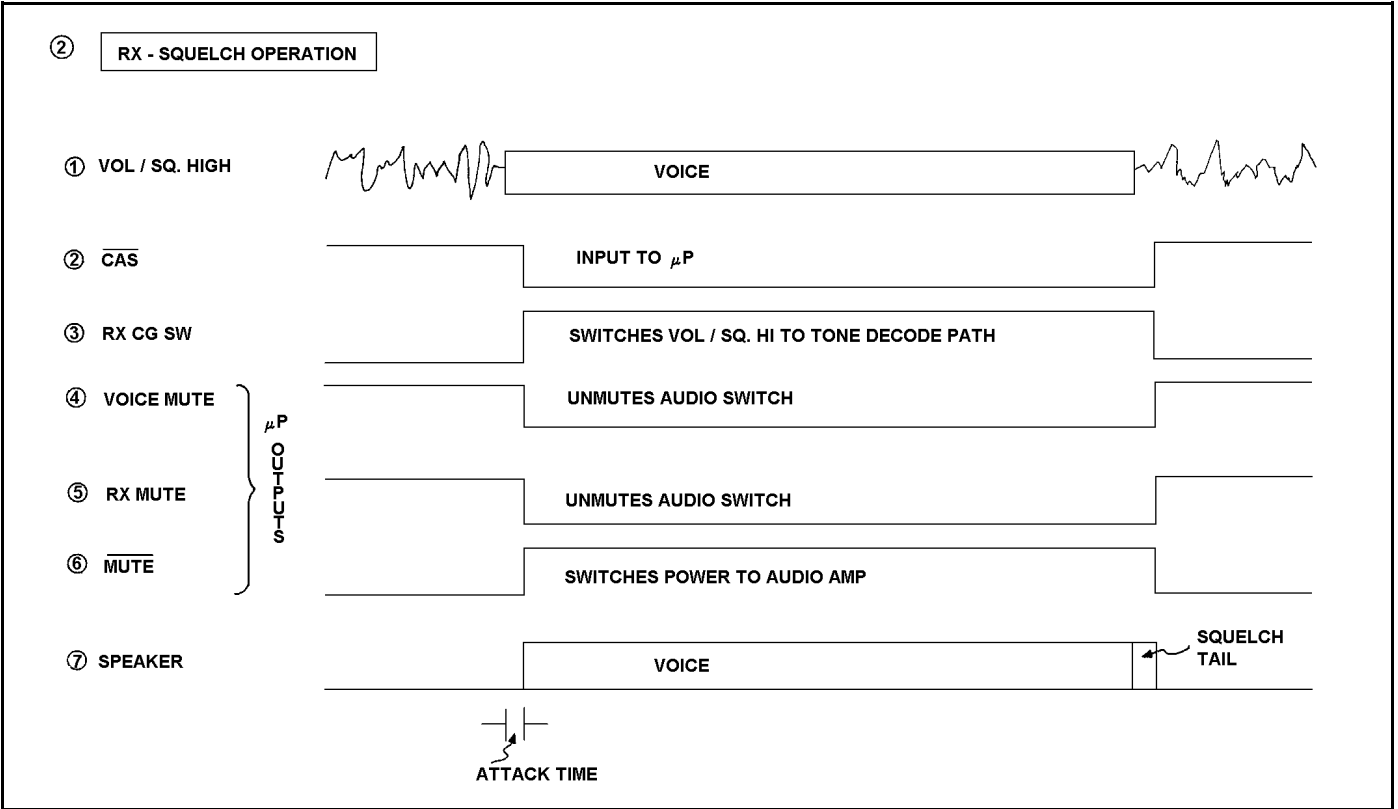 ② RX - SQUELCH OPERATION
① VOL / SQ. HIGH
VOICE
② C̅A̅S̅
INPUT TO μP
③ RX CG SW
SWITCHES VOL / SQ. HI TO TONE DECODE PATH
④ VOICE MUTE
UNMUTES AUDIO SWITCH
μP OUTPUTS
⑤ RX MUTE
UNMUTES AUDIO SWITCH
⑥ M̅U̅T̅E̅
SWITCHES POWER TO AUDIO AMP
⑦ SPEAKER
VOICE
SQUELCH
TAIL
ATTACK TIME